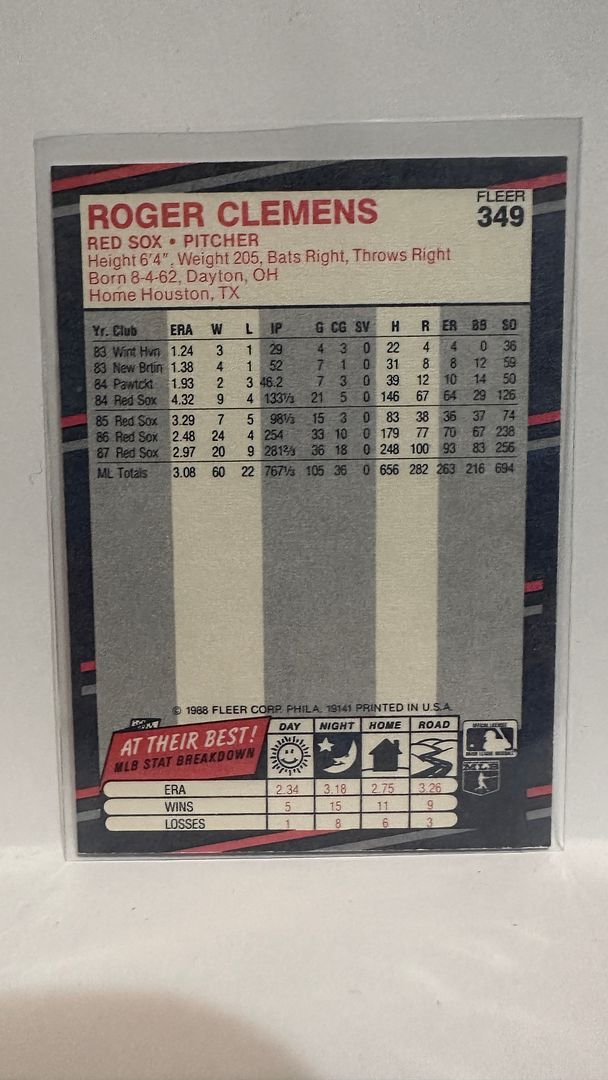 FLEER
349
ROGER CLEMENS
RED SOX • PITCHER
Height 6'4", Weight 205, Bats Right, Throws Right
Born 8-4-62, Dayton, OH
Home Houston, TX
Yr. Club ERA W L IP G CG SV H R ER BB SO
83 Wint Hvn 1.24 3 1 29 4 3 0 22 4 4 0 36
83 New Brtin 1.38 4 1 52 7 1 0 31 8 8 12 59
84 Pawtckt 1.93 2 3 46.2 7 3 0 39 12 10 14 50
84 Red Sox 4.32 9 4 133⅓ 21 5 0 146 67 64 29 126
85 Red Sox 3.29 7 5 98⅓ 15 3 0 83 38 36 37 74
86 Red Sox 2.48 24 4 254 33 10 0 179 77 70 67 238
87 Red Sox 2.97 20 9 281⅔ 36 18 0 248 100 93 83 256
ML Totals 3.08 60 22 767⅓ 105 36 0 656 282 263 216 694
© 1988 FLEER CORP. PHILA. 19141 PRINTED IN U.S.A.
AT THEIR BEST!
MLB STAT BREAKDOWN
DAY NIGHT HOME ROAD
ERA 2.34 3.18 2.75 3.26
WINS 5 15 11 9
LOSSES 1 8 6 3
OFFICIAL LICENSEE
MAJOR LEAGUE BASEBALL